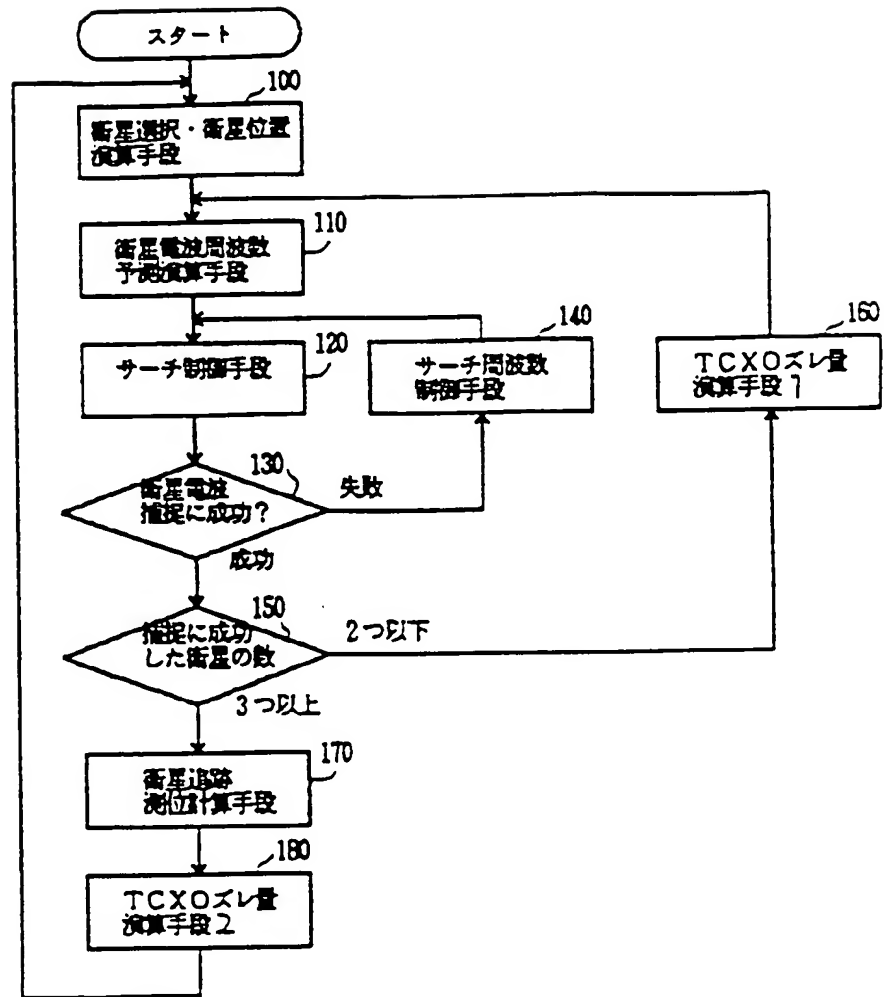 スタート
100
衛星選択・衛星位置
演算手段
110
衛星電波周波数
予測演算手段
120
サーチ制御手段
140
サーチ周波数
制御手段
160
TCXOズレ量
演算手段1
130
衛星電波
捕捉に成功?
失敗
成功
150
捕捉に成功
した衛星の数
2つ以下
3つ以上
170
衛星追跡
測位計算手段
180
TCXOズレ量
演算手段2